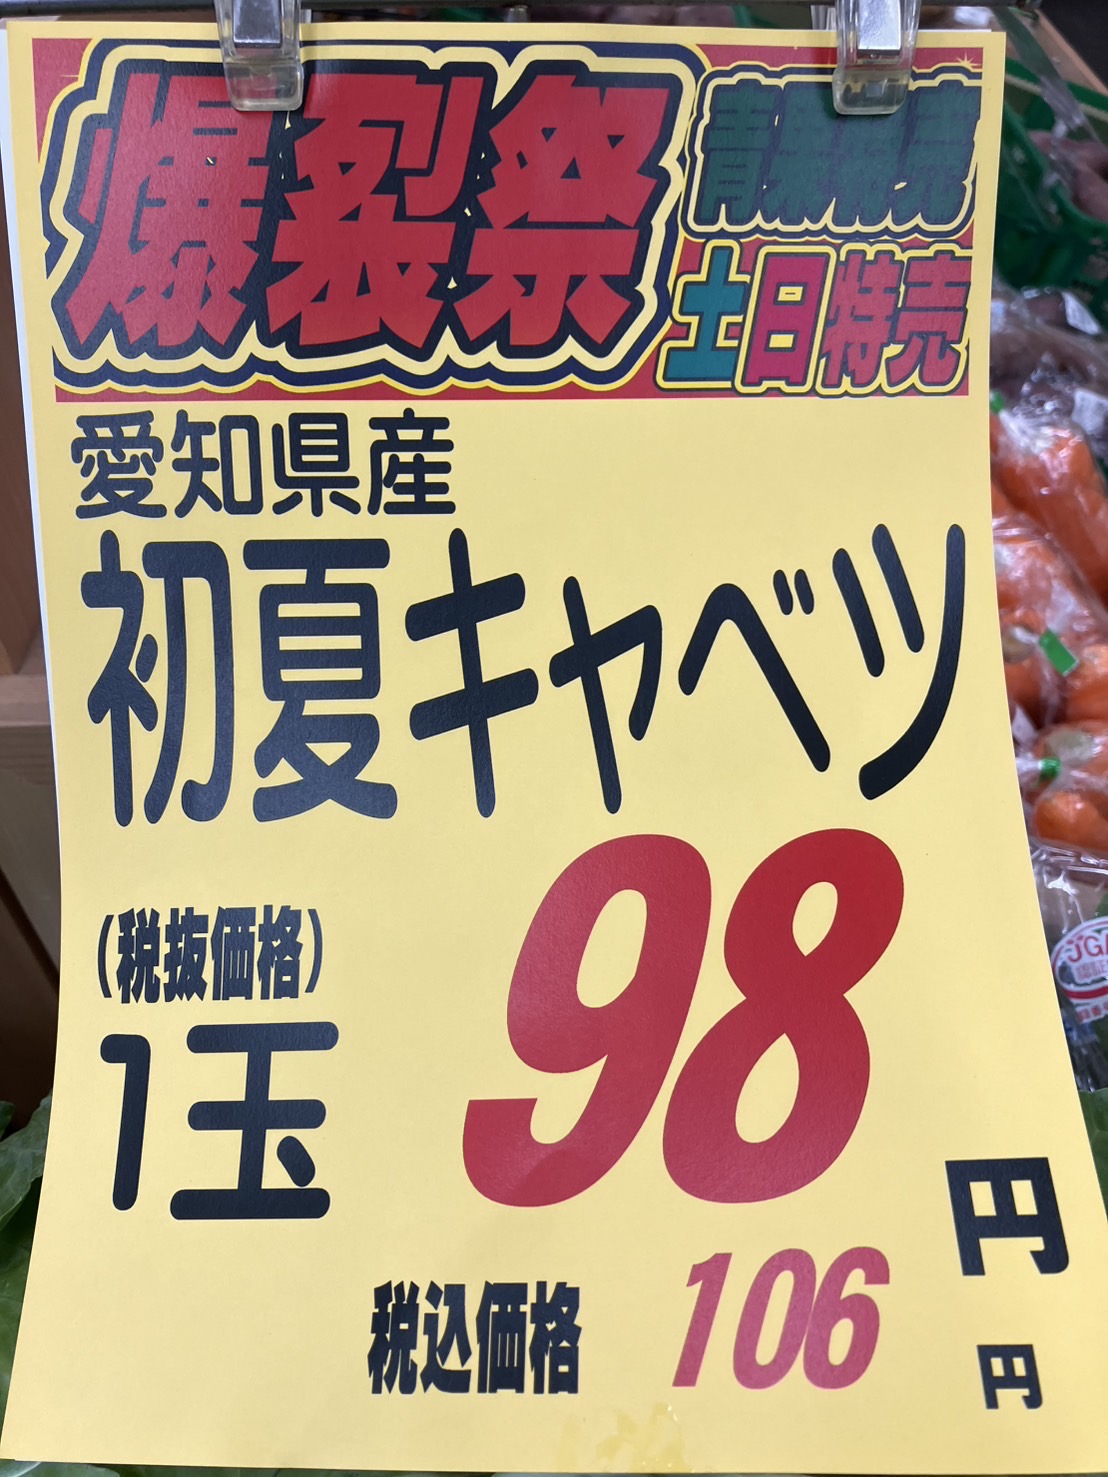 爆裂祭
青果特売
土日特売
愛知県産
初夏キャベツ
(税抜価格)
1玉
98
円
税込価格
106
円
JGA